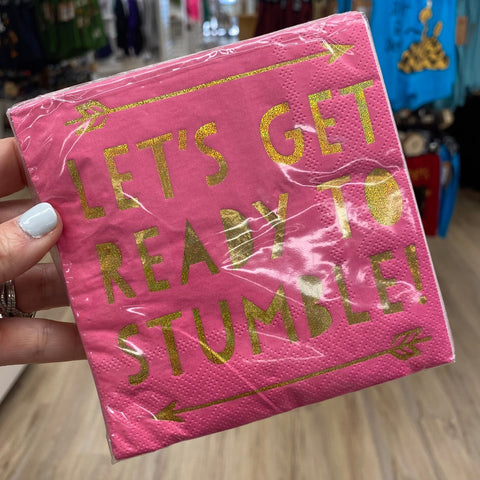 LET'S GET
READY TO
STUMBLE!